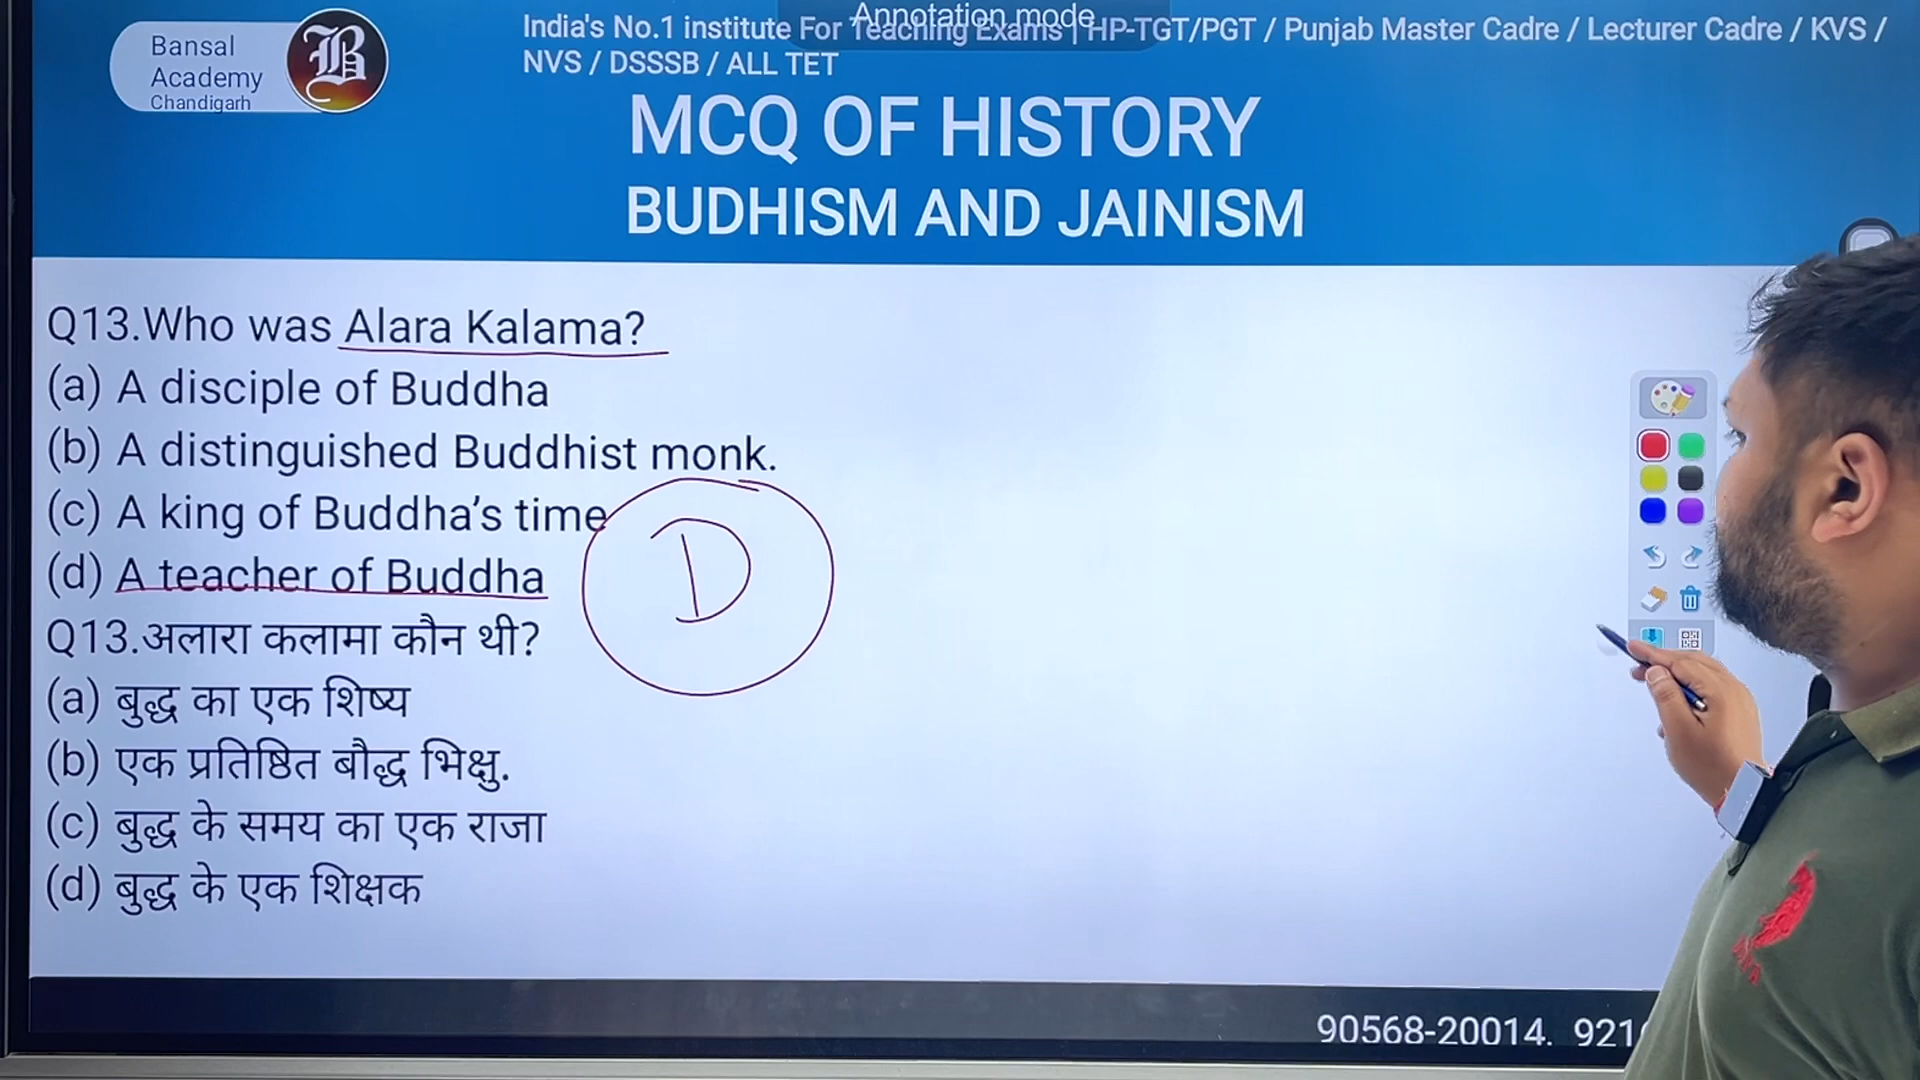 Bansal
Academy
Chandigarh
Annotation mode
India's No.1 institute For Teaching Exams | HP-TGT/PGT / Punjab Master Cadre / Lecturer Cadre / KVS /
NVS / DSSSB / ALL TET
MCQ OF HISTORY
BUDHISM AND JAINISM
Q13.Who was Alara Kalama?
(a) A disciple of Buddha
(b) A distinguished Buddhist monk.
(c) A king of Buddha's time
(d) A teacher of Buddha
D
Q13.अलारा कलामा कौन थी?
(a) बुद्ध का एक शिष्य
(b) एक प्रतिष्ठित बौद्ध भिक्षु.
(c) बुद्ध के समय का एक राजा
(d) बुद्ध के एक शिक्षक
90568-20014. 921